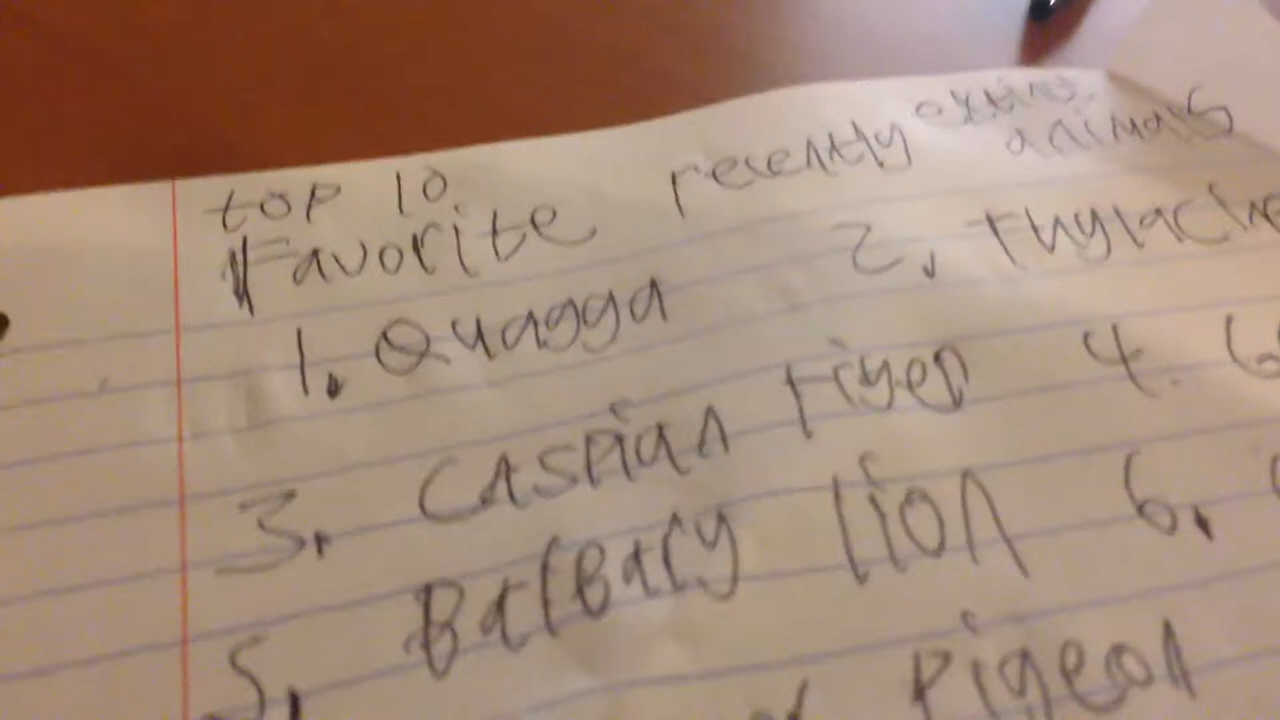 top 10
Favorite recently extinct animals
1. Quagga 2. thylacine
3. Caspian tiger 4.
5. Barbary lion 6.
Pigeon